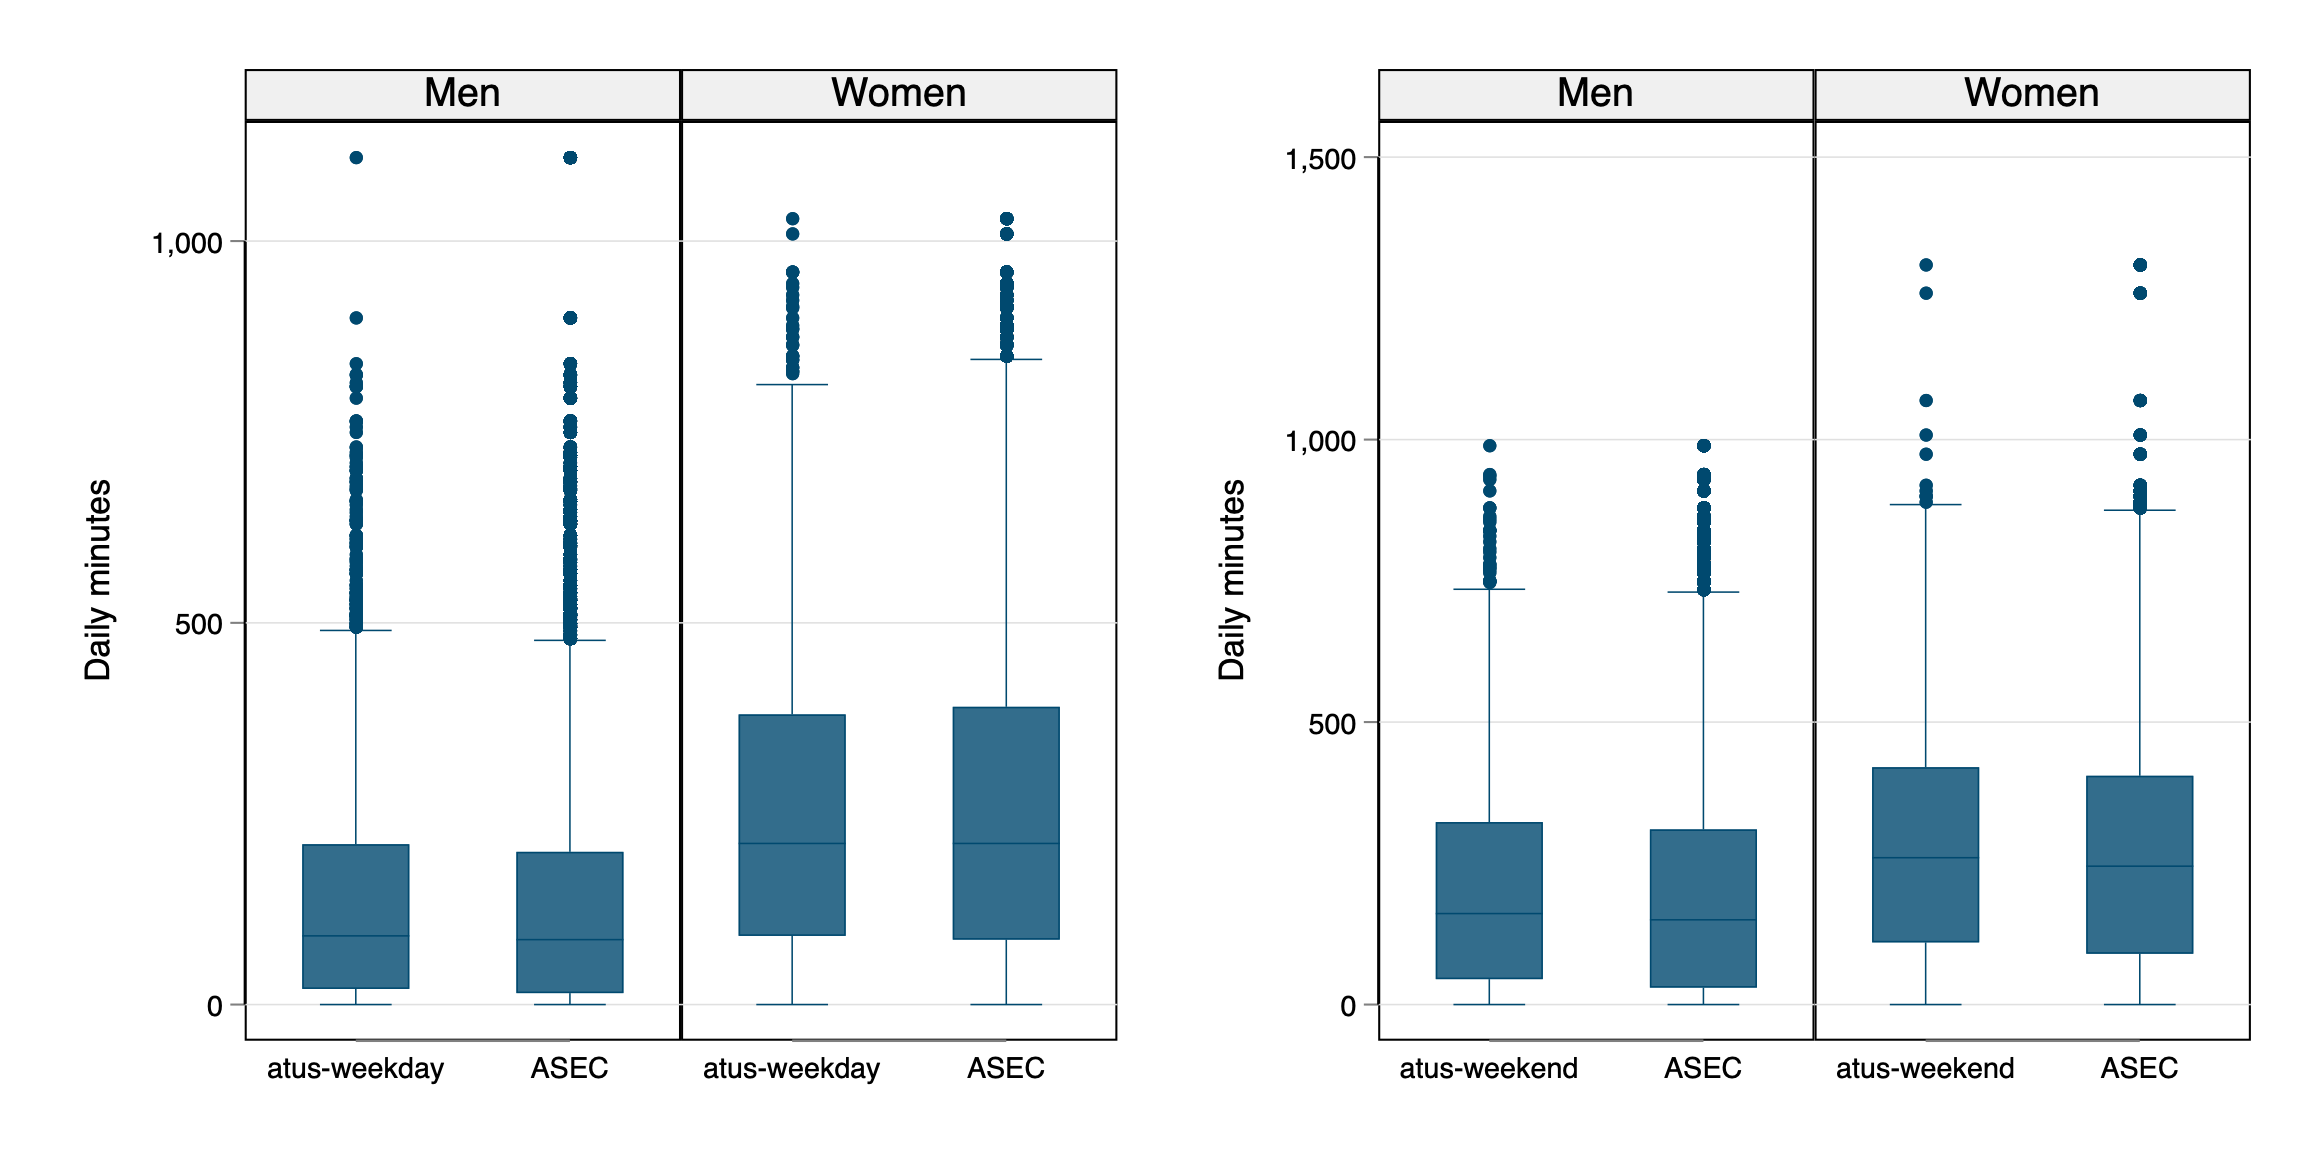 Men Women
Daily minutes
1,000
500
0
atus-weekday ASEC atus-weekday ASEC
Men Women
Daily minutes
1,500
1,000
500
0
atus-weekend ASEC atus-weekend ASEC